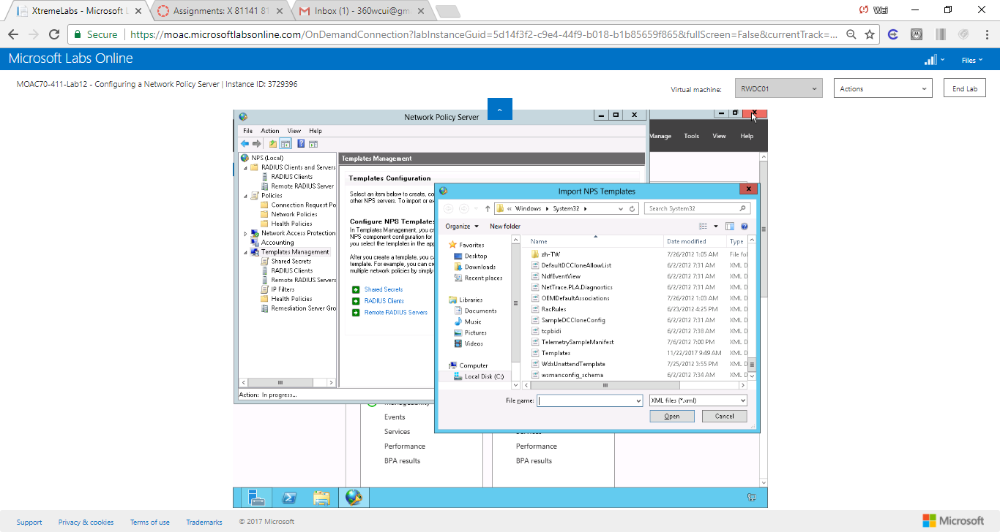 XtremeLabs - Microsoft L
Assignments: X 81141 81
Inbox (1) - 360wcui@gm
Wei
Secure
https://moac.microsoftlabsonline.com/OnDemandConnection?labInstanceGuid=5d14f3f2-c9e4-44f9-b018-b1b85659f865&fullScreen=False&currentTrack=...
Microsoft Labs Online
Files
MOAC70-411-Lab12 - Configuring a Network Policy Server | Instance ID: 3729396
Virtual machine:
RWDC01
Actions
End Lab
Network Policy Server
File Action View Help
Manage Tools View Help
NPS (Local)
RADIUS Clients and Servers
RADIUS Clients
Remote RADIUS Server
Policies
Connection Request Po
Network Policies
Health Policies
Network Access Protection
Accounting
Templates Management
Shared Secrets
RADIUS Clients
Remote RADIUS Servers
IP Filters
Health Policies
Remediation Server Gro
Action: In progress...
Templates Management
Templates Configuration
Select an item below to create, co
other NPS servers. To import or ex
Configure NPS Templates
In Templates Management, you cr
NPS component configuration for
you select the templates in the app
After you create a template, you ca
template. For example, you can cre
multiple network policies by simply
Shared Secrets
RADIUS Clients
Remote RADIUS Servers
Import NPS Templates
« Windows System32
Search System32
Organize New folder
Favorites
Desktop
Downloads
Recent places
Libraries
Documents
Music
Pictures
Videos
Computer
Local Disk (C:)
Name Date modified Type
zh-TW 7/26/2012 1:05 AM File fol
DefaultDCCloneAllowList 6/2/2012 7:31 AM XML D
NdfEventView 6/2/2012 7:31 AM XML D
NetTrace.PLA.Diagnostics 6/2/2012 7:31 AM XML D
OEMDefaultAssociations 7/26/2012 1:03 AM XML D
RacRules 6/23/2012 4:25 PM XML D
SampleDCCloneConfig 6/2/2012 7:31 AM XML D
tcpbidi 6/2/2012 7:38 AM XML D
TelemetrySampleManifest 7/6/2012 7:00 PM XML D
Templates 11/22/2017 9:49 AM XML D
WdsUnattendTemplate 7/25/2012 3:55 PM XML D
wsmanconfig_schema 6/2/2012 7:34 AM XML D
File name:
XML files (*.xml)
Open Cancel
Events
Services
Performance
BPA results
Performance
BPA results
Support
Privacy & cookies
Terms of use
Trademarks
© 2017 Microsoft
Microsoft